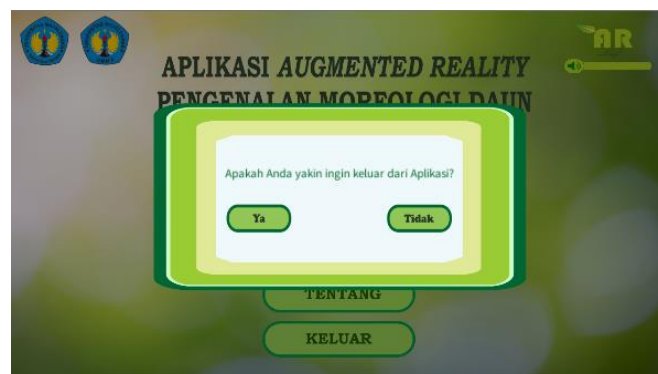 AR
APLIKASI AUGMENTED REALITY
PENGENALAN MORFOLOGI DAUN
Apakah Anda yakin ingin keluar dari Aplikasi?
Ya
Tidak
TENTANG
KELUAR